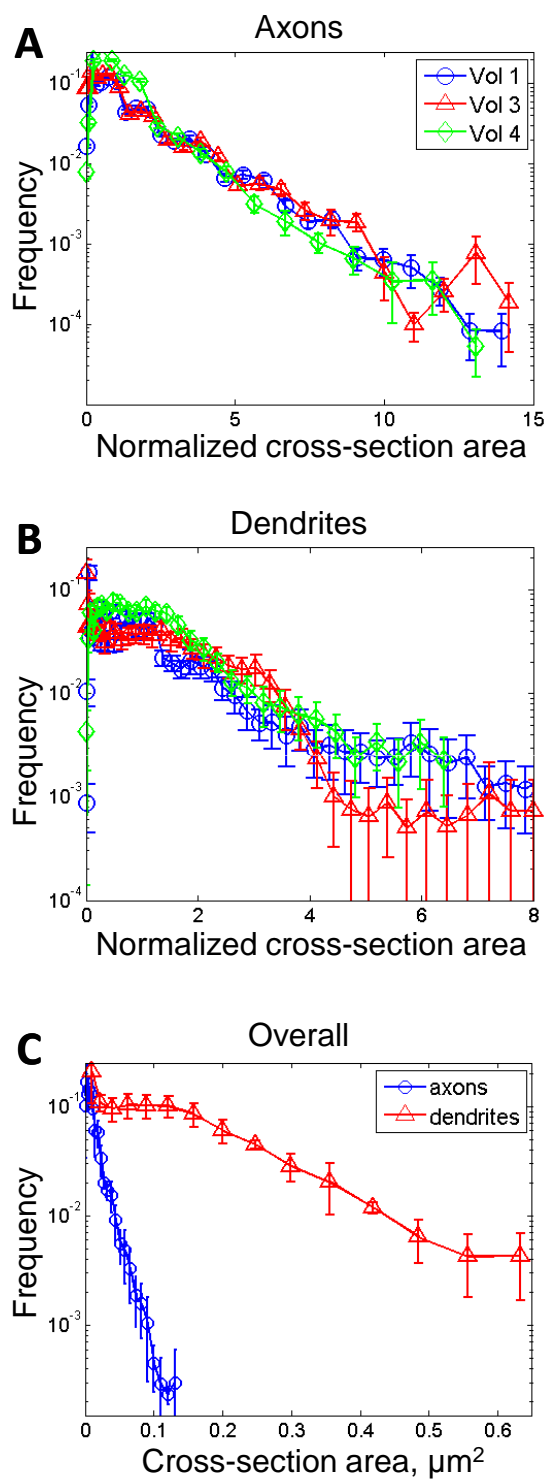 A
Axons
Frequency
10⁻¹
10⁻²
10⁻³
10⁻⁴
Vol 1
Vol 3
Vol 4
0 5 10 15
Normalized cross-section area
B
Dendrites
Frequency
10⁻¹
10⁻²
10⁻³
10⁻⁴
0 2 4 6 8
Normalized cross-section area
C
Overall
Frequency
10⁻¹
10⁻²
10⁻³
axons
dendrites
0 0.1 0.2 0.3 0.4 0.5 0.6
Cross-section area, μm²